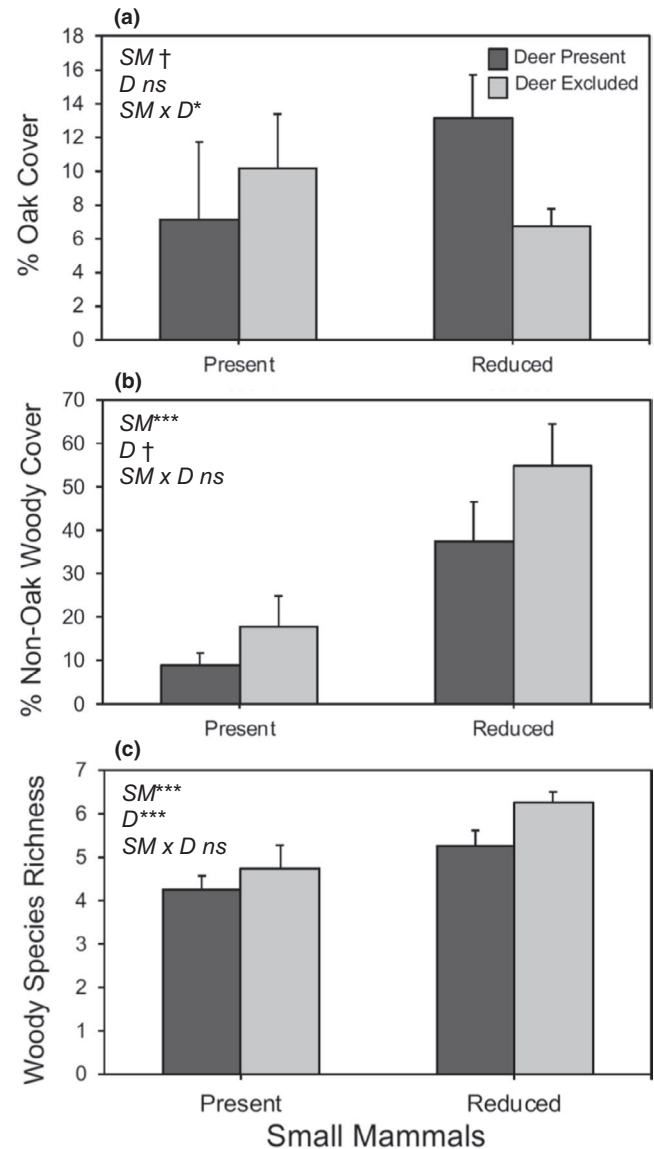 (a)
% Oak Cover
18
16
14
12
10
8
6
4
2
0
SM †
D ns
SM x D*
Deer Present
Deer Excluded
Present
Reduced
(b)
% Non-Oak Woody Cover
70
60
50
40
30
20
10
0
SM***
D †
SM x D ns
Present
Reduced
(c)
Woody Species Richness
7
6
5
4
3
2
1
0
SM***
D***
SM x D ns
Present
Reduced
Small Mammals